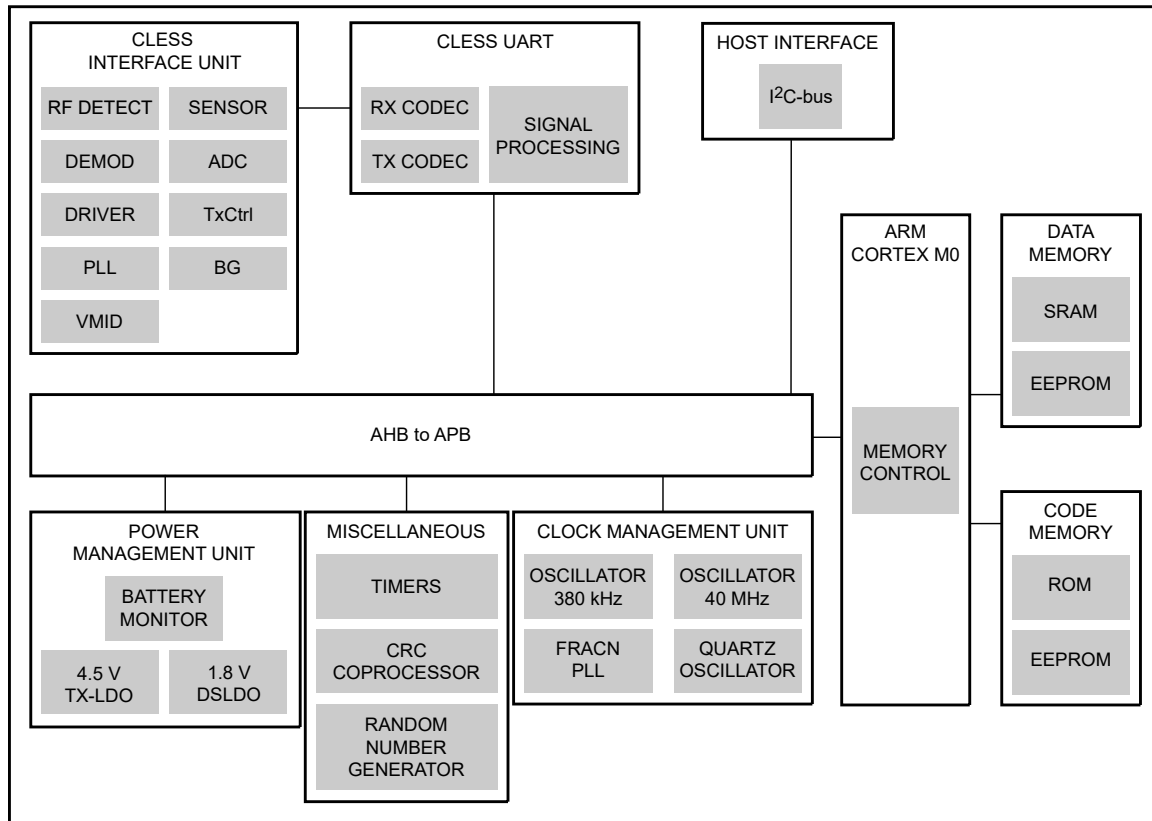 CLESS
INTERFACE UNIT
RF DETECT
SENSOR
DEMOD
ADC
DRIVER
TxCtrl
PLL
BG
VMID
CLESS UART
RX CODEC
TX CODEC
SIGNAL
PROCESSING
HOST INTERFACE
I²C-bus
AHB to APB
ARM
CORTEX M0
MEMORY
CONTROL
DATA
MEMORY
SRAM
EEPROM
CODE
MEMORY
ROM
EEPROM
POWER
MANAGEMENT UNIT
BATTERY
MONITOR
4.5 V
TX-LDO
1.8 V
DSLDO
MISCELLANEOUS
TIMERS
CRC
COPROCESSOR
RANDOM
NUMBER
GENERATOR
CLOCK MANAGEMENT UNIT
OSCILLATOR
380 kHz
OSCILLATOR
40 MHz
FRACN
PLL
QUARTZ
OSCILLATOR